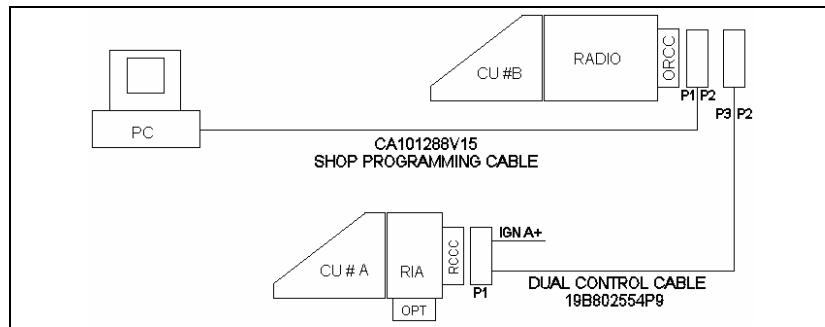 CU #B
RADIO
ORCC
P1 P2
P3 P2
PC
CA101288V15
SHOP PROGRAMMING CABLE
IGN A+
CU # A
RIA
RCCC
P1
OPT
DUAL CONTROL CABLE
19B802554P9